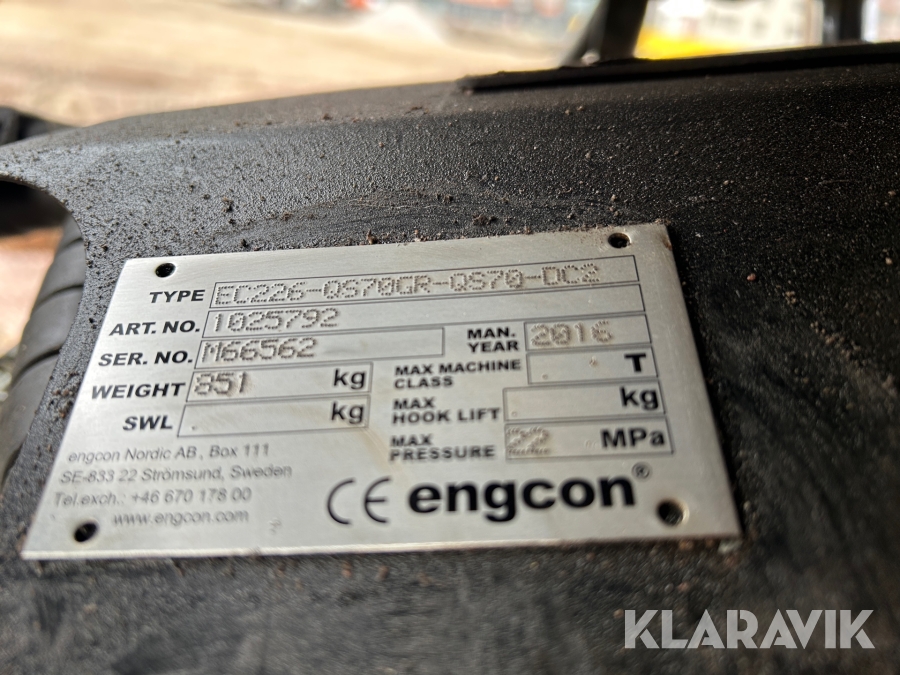 TYPE EC226-QS70GR-QS70-DC2
ART. NO. 1025792
SER. NO. M66562
MAN. YEAR 2016
WEIGHT 851 kg
MAX MACHINE CLASS . T
SWL . kg
MAX HOOK LIFT . kg
MAX PRESSURE 22 MPa
engcon Nordic AB, Box 111
SE-833 22 Strömsund, Sweden
Tel.exch.: +46 670 178 00
www.engcon.com
CE engcon®
KLARAVIK